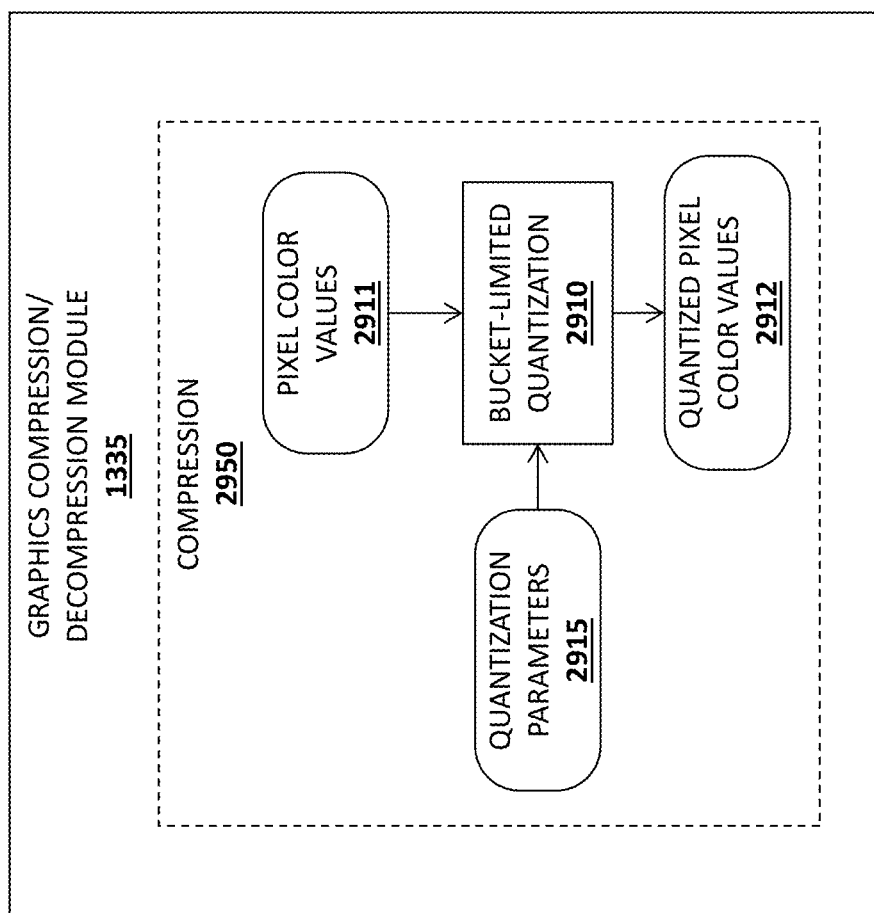 GRAPHICS COMPRESSION/
DECOMPRESSION MODULE
1335
COMPRESSION
2950
PIXEL COLOR
VALUES
2911
QUANTIZATION
PARAMETERS
2915
BUCKET-LIMITED
QUANTIZATION
2910
QUANTIZED PIXEL
COLOR VALUES
2912